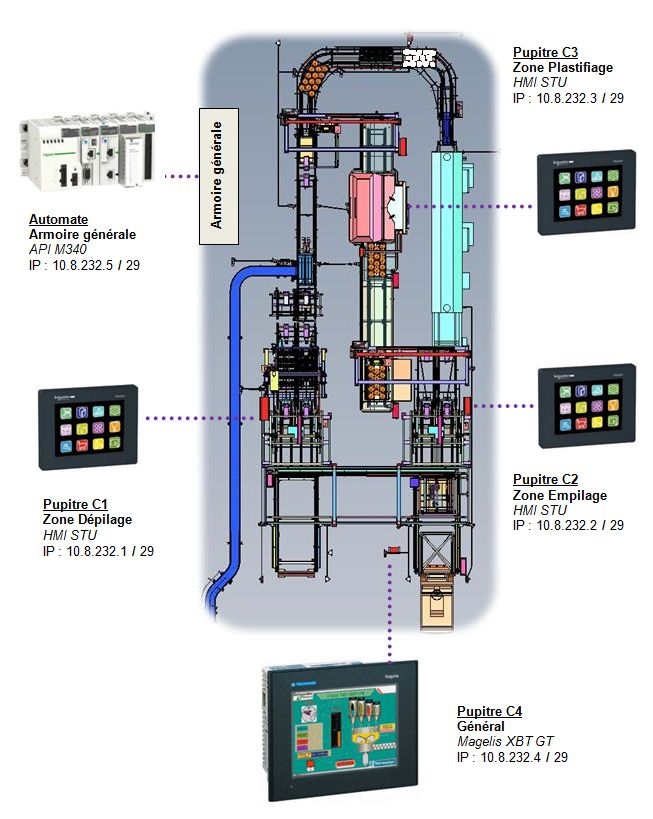 Pupitre C3
Zone Plastifiage
HMI STU
IP : 10.8.232.3 / 29
Armoire générale
Automate
Armoire générale
API M340
IP : 10.8.232.5 / 29
Pupitre C1
Zone Dépilage
HMI STU
IP : 10.8.232.1 / 29
Pupitre C2
Zone Empilage
HMI STU
IP : 10.8.232.2 / 29
Pupitre C4
Général
Magelis XBT GT
IP : 10.8.232.4 / 29